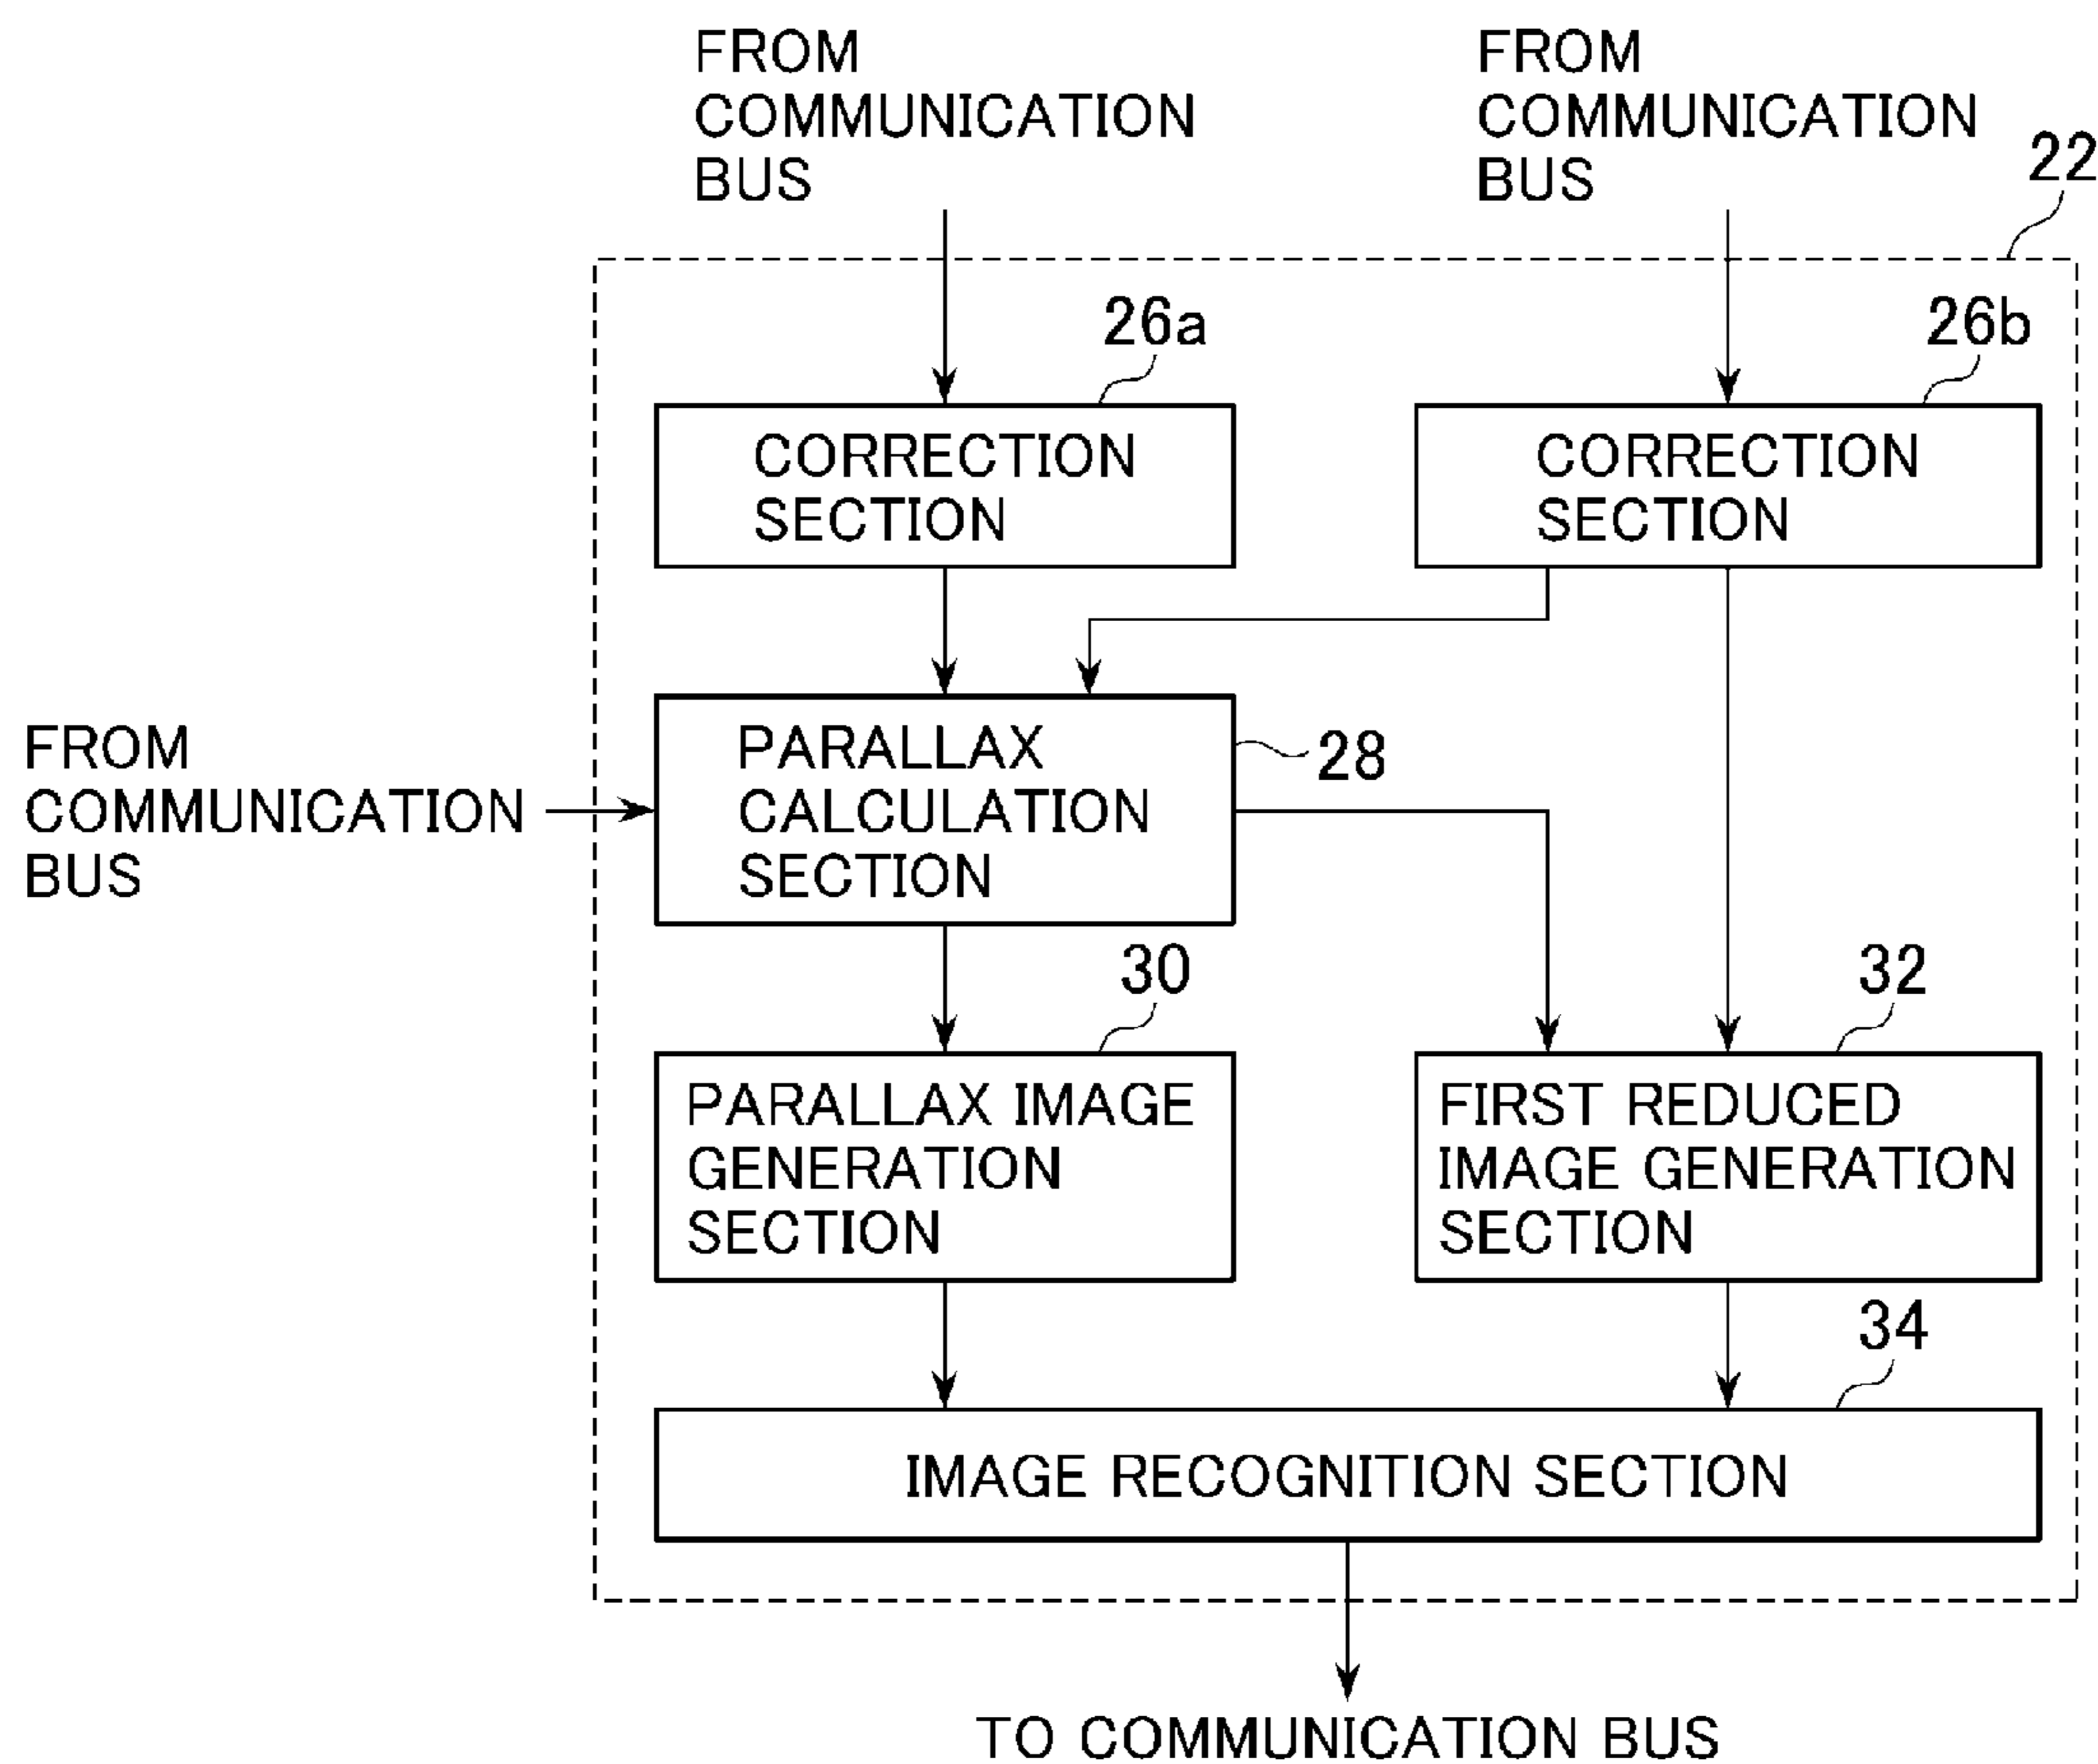 FROM
COMMUNICATION
BUS
FROM
COMMUNICATION
BUS
22
26a
26b
CORRECTION
SECTION
CORRECTION
SECTION
FROM
COMMUNICATION
BUS
PARALLAX
CALCULATION
SECTION
28
30
32
PARALLAX IMAGE
GENERATION
SECTION
FIRST REDUCED
IMAGE GENERATION
SECTION
34
IMAGE RECOGNITION SECTION
TO COMMUNICATION BUS